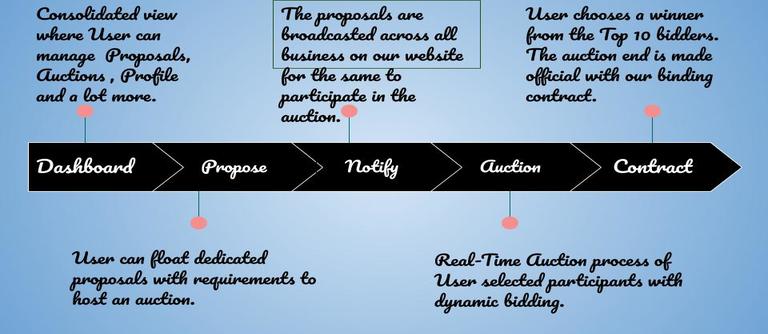 Consolidated view
where User can
manage Proposals,
Auctions , Profile
and a lot more.
The proposals are
broadcasted across all
business on our website
for the same to
participate in the
auction.
User chooses a winner
from the Top 10 bidders.
The auction end is made
official with our binding
contract.
Dashboard
Propose
Notify
Auction
Contract
User can float dedicated
proposals with requirements to
host an auction.
Real-Time Auction process of
User selected participants with
dynamic bidding.